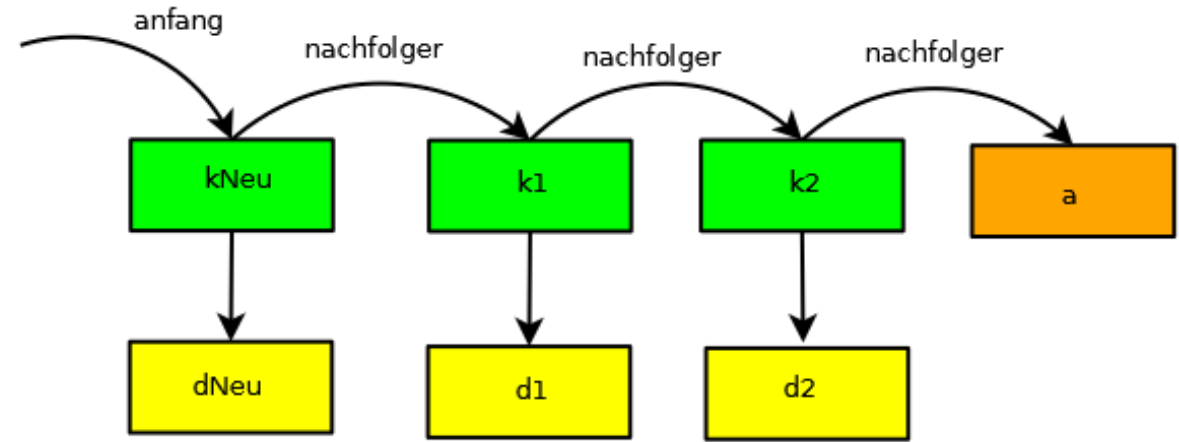 anfang
nachfolger
nachfolger
nachfolger
kNeu
k1
k2
a
dNeu
d1
d2